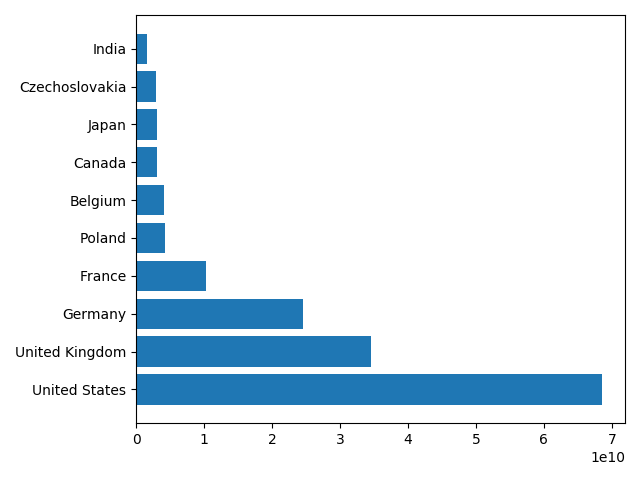 India
Czechoslovakia
Japan
Canada
Belgium
Poland
France
Germany
United Kingdom
United States
0 1 2 3 4 5 6 7
1e10